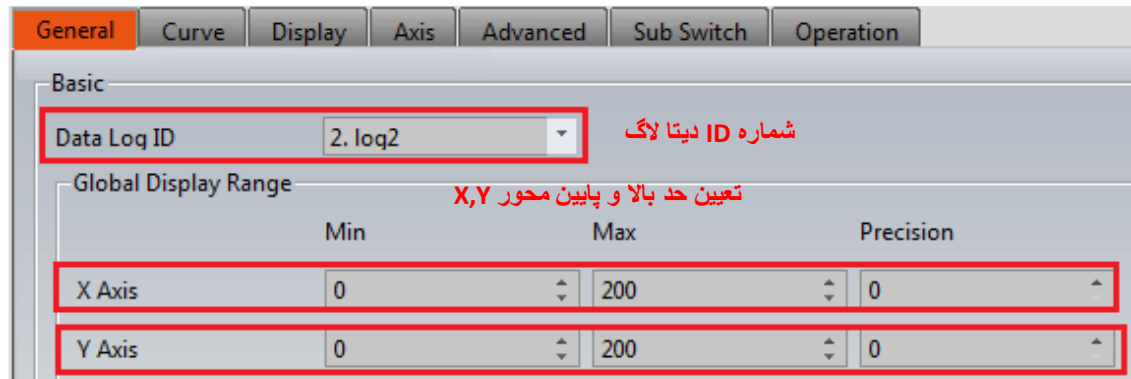 General Curve Display Axis Advanced Sub Switch Operation
Basic
Data Log ID 2. log2 شماره ID دیتا لاگ
Global Display Range
تعیین حد بالا و پایین محور X,Y
Min Max Precision
X Axis 0 200 0
Y Axis 0 200 0